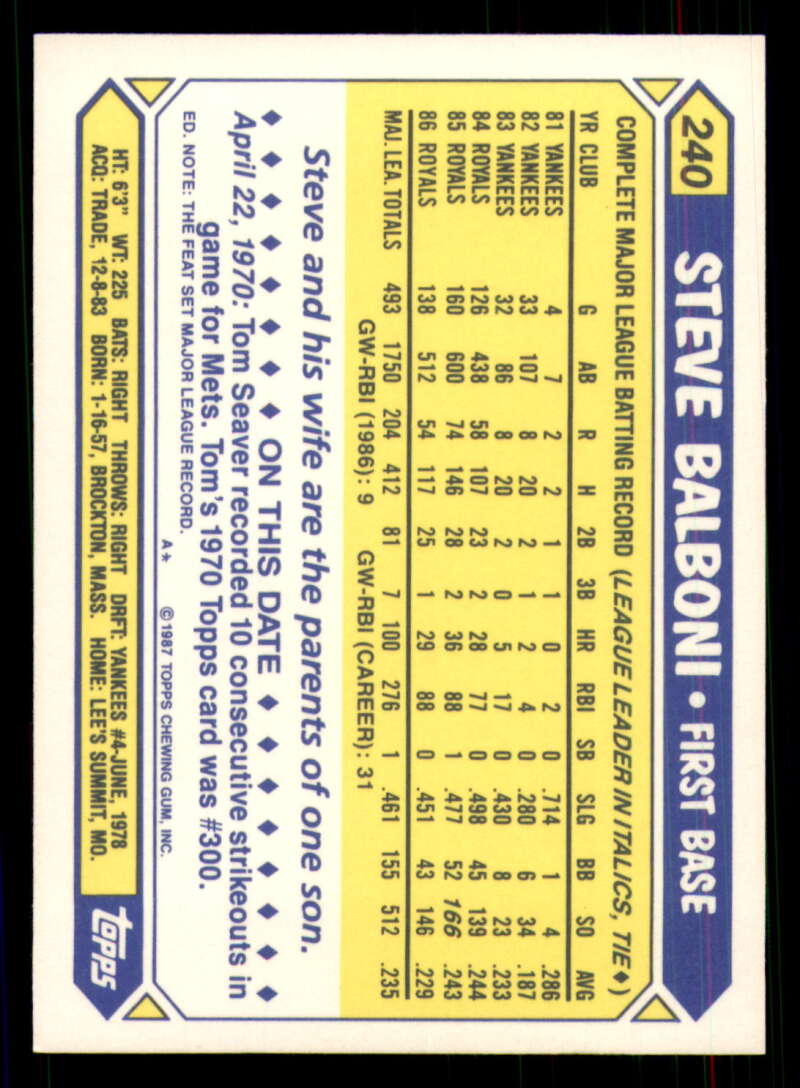 240 STEVE BALBONI • FIRST BASE
COMPLETE MAJOR LEAGUE BATTING RECORD (LEAGUE LEADER IN ITALICS, TIE♦)
YR CLUB G AB R H 2B 3B HR RBI SB SLG BB SO AVG
81 YANKEES 4 7 2 2 1 1 0 2 0 .714 1 4 .286
82 YANKEES 33 107 8 20 2 1 2 4 0 .280 6 34 .187
83 YANKEES 32 86 8 20 2 0 5 17 0 .430 8 23 .233
84 ROYALS 126 438 58 107 23 2 28 77 0 .498 45 139 .244
85 ROYALS 160 600 74 146 28 2 36 88 1 .477 52 166 .243
86 ROYALS 138 512 54 117 25 1 29 88 0 .451 43 146 .229
MAJ. LEA. TOTALS 493 1750 204 412 81 7 100 276 1 .461 155 512 .235
GW-RBI (1986): 9 GW-RBI (CAREER): 31
Steve and his wife are the parents of one son.
♦ ♦ ♦ ♦ ♦ ♦ ♦ ♦ ON THIS DATE ♦ ♦ ♦ ♦ ♦ ♦ ♦ ♦
April 22, 1970: Tom Seaver recorded 10 consecutive strikeouts in
game for Mets. Tom's 1970 Topps card was #300.
ED. NOTE: THE FEAT SET MAJOR LEAGUE RECORD.
A* ©1987 TOPPS CHEWING GUM, INC.
HT: 6'3" WT: 225 BATS: RIGHT THROWS: RIGHT DRFT: YANKEES #4-JUNE, 1978
ACQ: TRADE, 12-8-83 BORN: 1-16-57, BROCKTON, MASS. HOME: LEE'S SUMMIT, MO.
topps